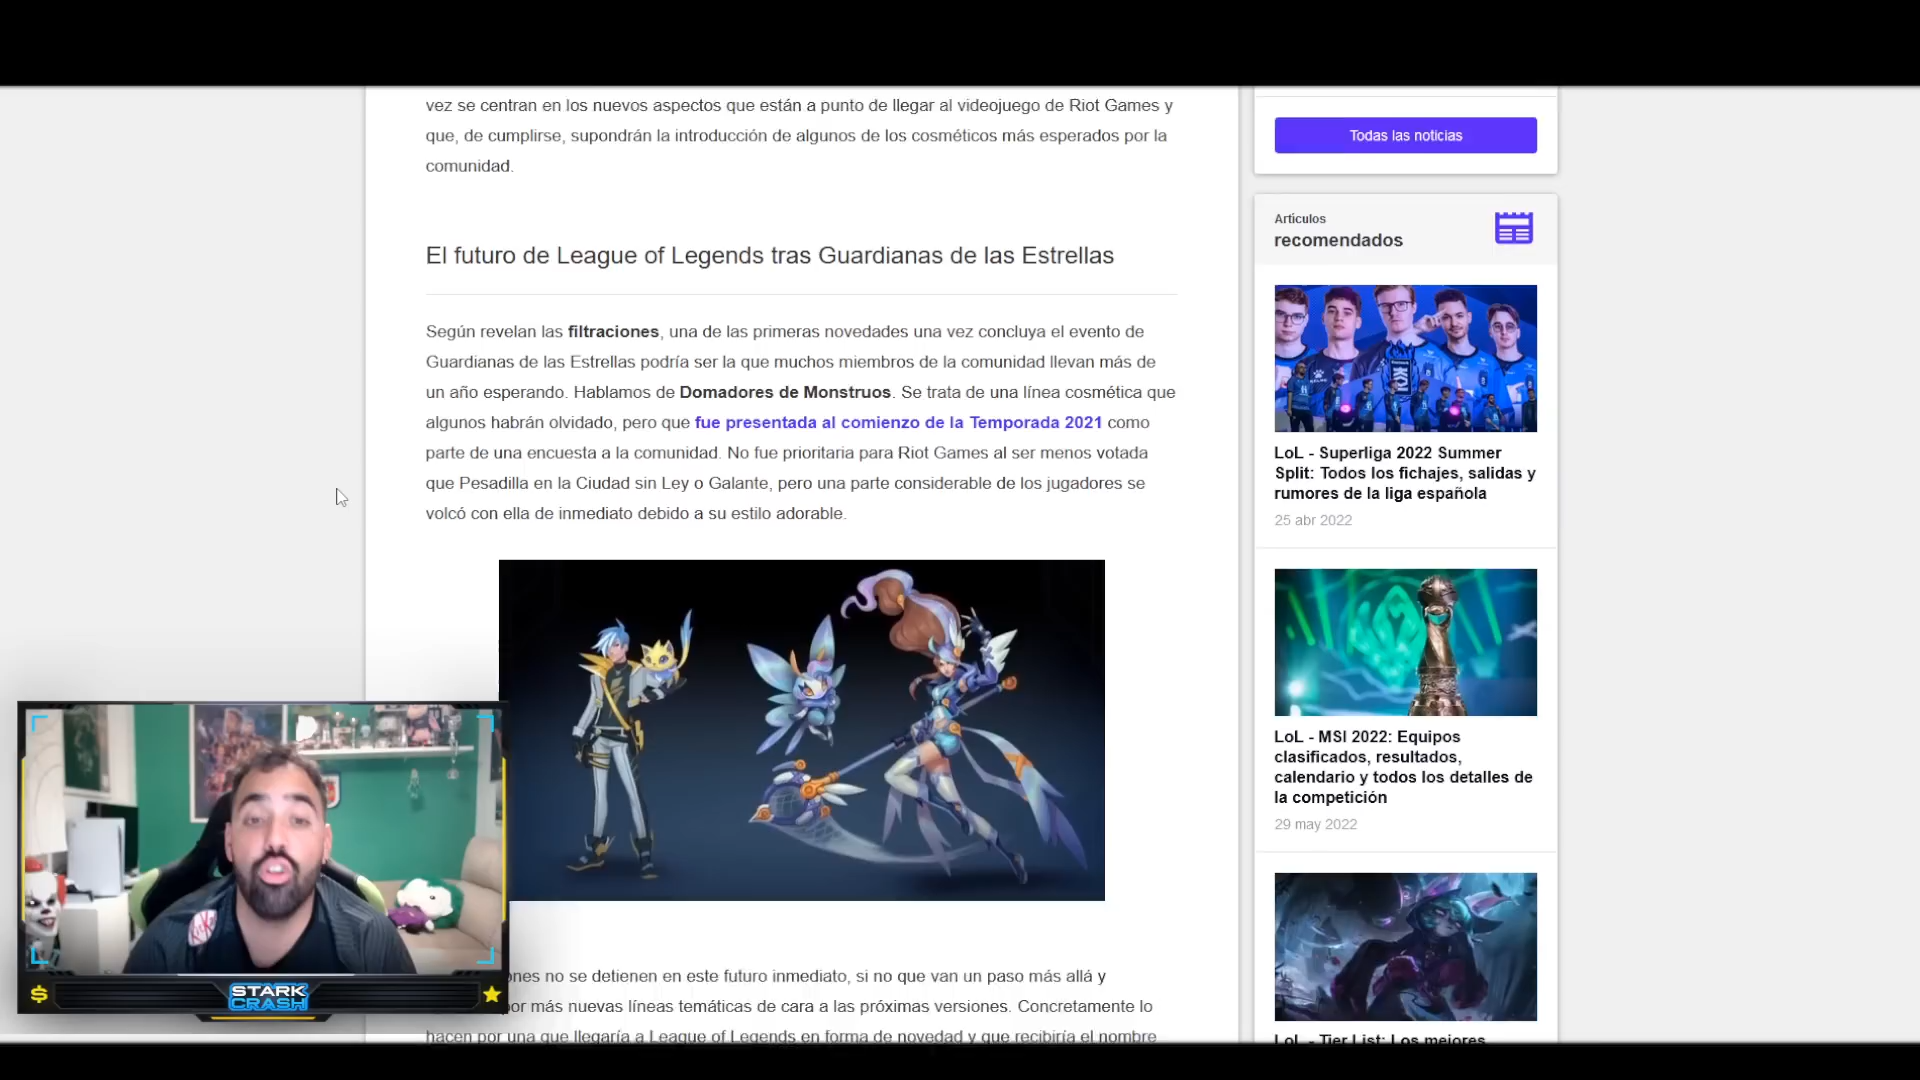 vez se centran en los nuevos aspectos que están a punto de llegar al videojuego de Riot Games y
que, de cumplirse, supondrán la introducción de algunos de los cosméticos más esperados por la
comunidad.
El futuro de League of Legends tras Guardianas de las Estrellas
Según revelan las filtraciones, una de las primeras novedades una vez concluya el evento de
Guardianas de las Estrellas podría ser la que muchos miembros de la comunidad llevan más de
un año esperando. Hablamos de Domadores de Monstruos. Se trata de una línea cosmética que
algunos habrán olvidado, pero que fue presentada al comienzo de la Temporada 2021 como
parte de una encuesta a la comunidad. No fue prioritaria para Riot Games al ser menos votada
que Pesadilla en la Ciudad sin Ley o Galante, pero una parte considerable de los jugadores se
volcó con ella de inmediato debido a su estilo adorable.
no se detienen en este futuro inmediato, si no que van un paso más allá y
por más nuevas líneas temáticas de cara a las próximas versiones. Concretamente lo
hacen por una que llegaría a League of Legends en forma de novedad y que recibiría el nombre
Todas las noticias
Artículos
recomendados
LoL - Superliga 2022 Summer
Split: Todos los fichajes, salidas y
rumores de la liga española
25 abr 2022
LoL - MSI 2022: Equipos
clasificados, resultados,
calendario y todos los detalles de
la competición
29 may 2022
LoL - Tier List: Los mejores
$
STARK
CRASH